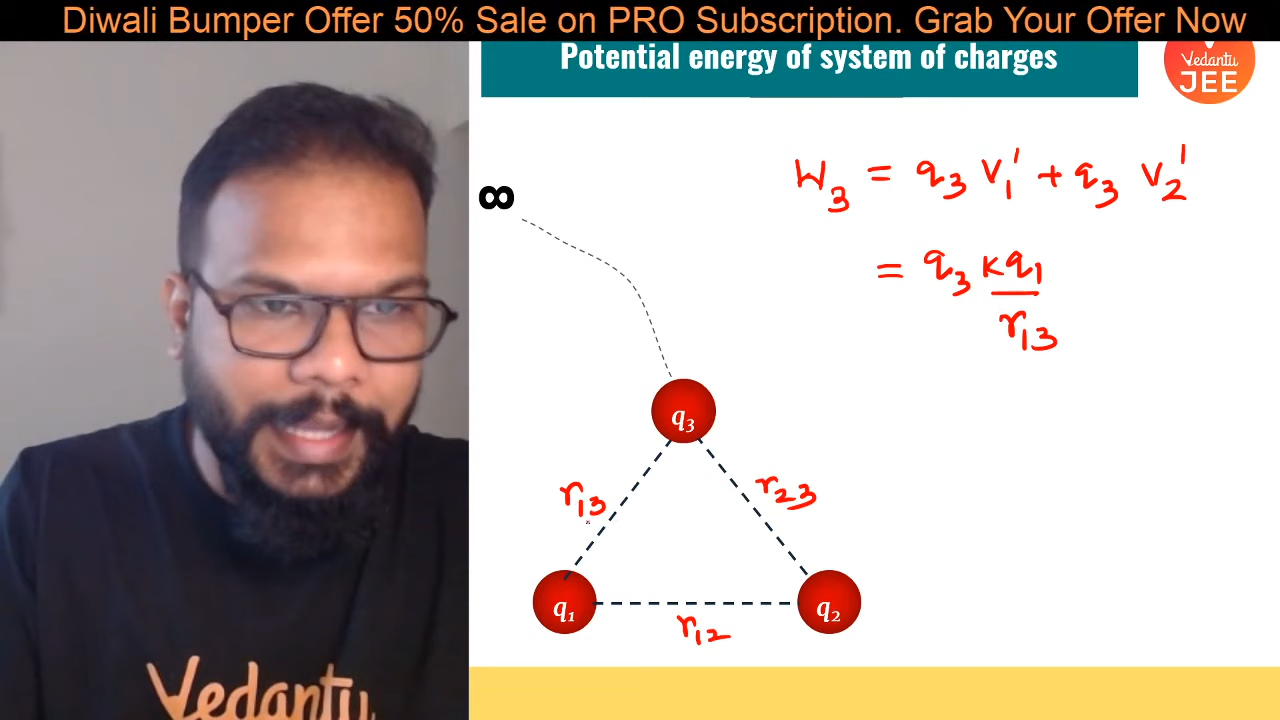 Diwali Bumper Offer 50% Sale on PRO Subscription. Grab Your Offer Now
Potential energy of system of charges
Vedantu
JEE
W₃ = q₃ V₁' + q₃ V₂'
∞
= q₃ Kq₁
r₁₃
q₃
r₁₃
r₂₃
q₁
q₂
r₁₂
Vedantu